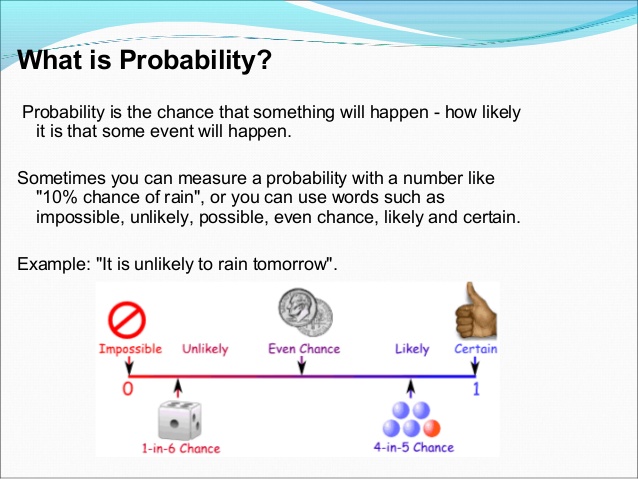 What is Probability?
Probability is the chance that something will happen - how likely
it is that some event will happen.
Sometimes you can measure a probability with a number like
"10% chance of rain", or you can use words such as
impossible, unlikely, possible, even chance, likely and certain.
Example: "It is unlikely to rain tomorrow".
Impossible Unlikely Even Chance Likely Certain
0 1
1-in-6 Chance 4-in-5 Chance